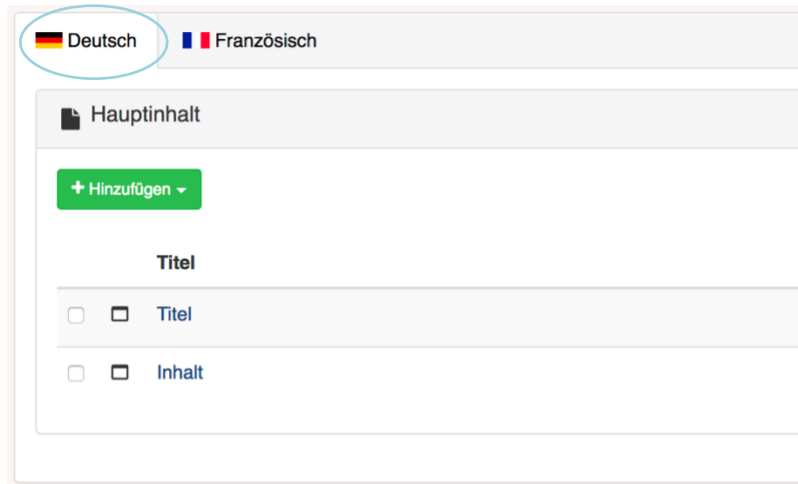 Deutsch Französisch
Hauptinhalt
+ Hinzufügen
Titel
Titel
Inhalt